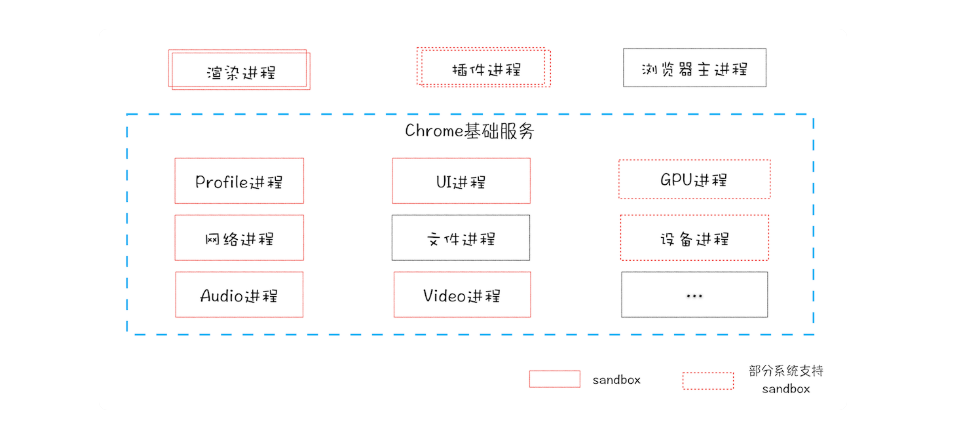 渲染进程
插件进程
浏览器主进程
Chrome基础服务
Profile进程
UI进程
GPU进程
网络进程
文件进程
设备进程
Audio进程
Video进程
...
sandbox
部分系统支持
sandbox